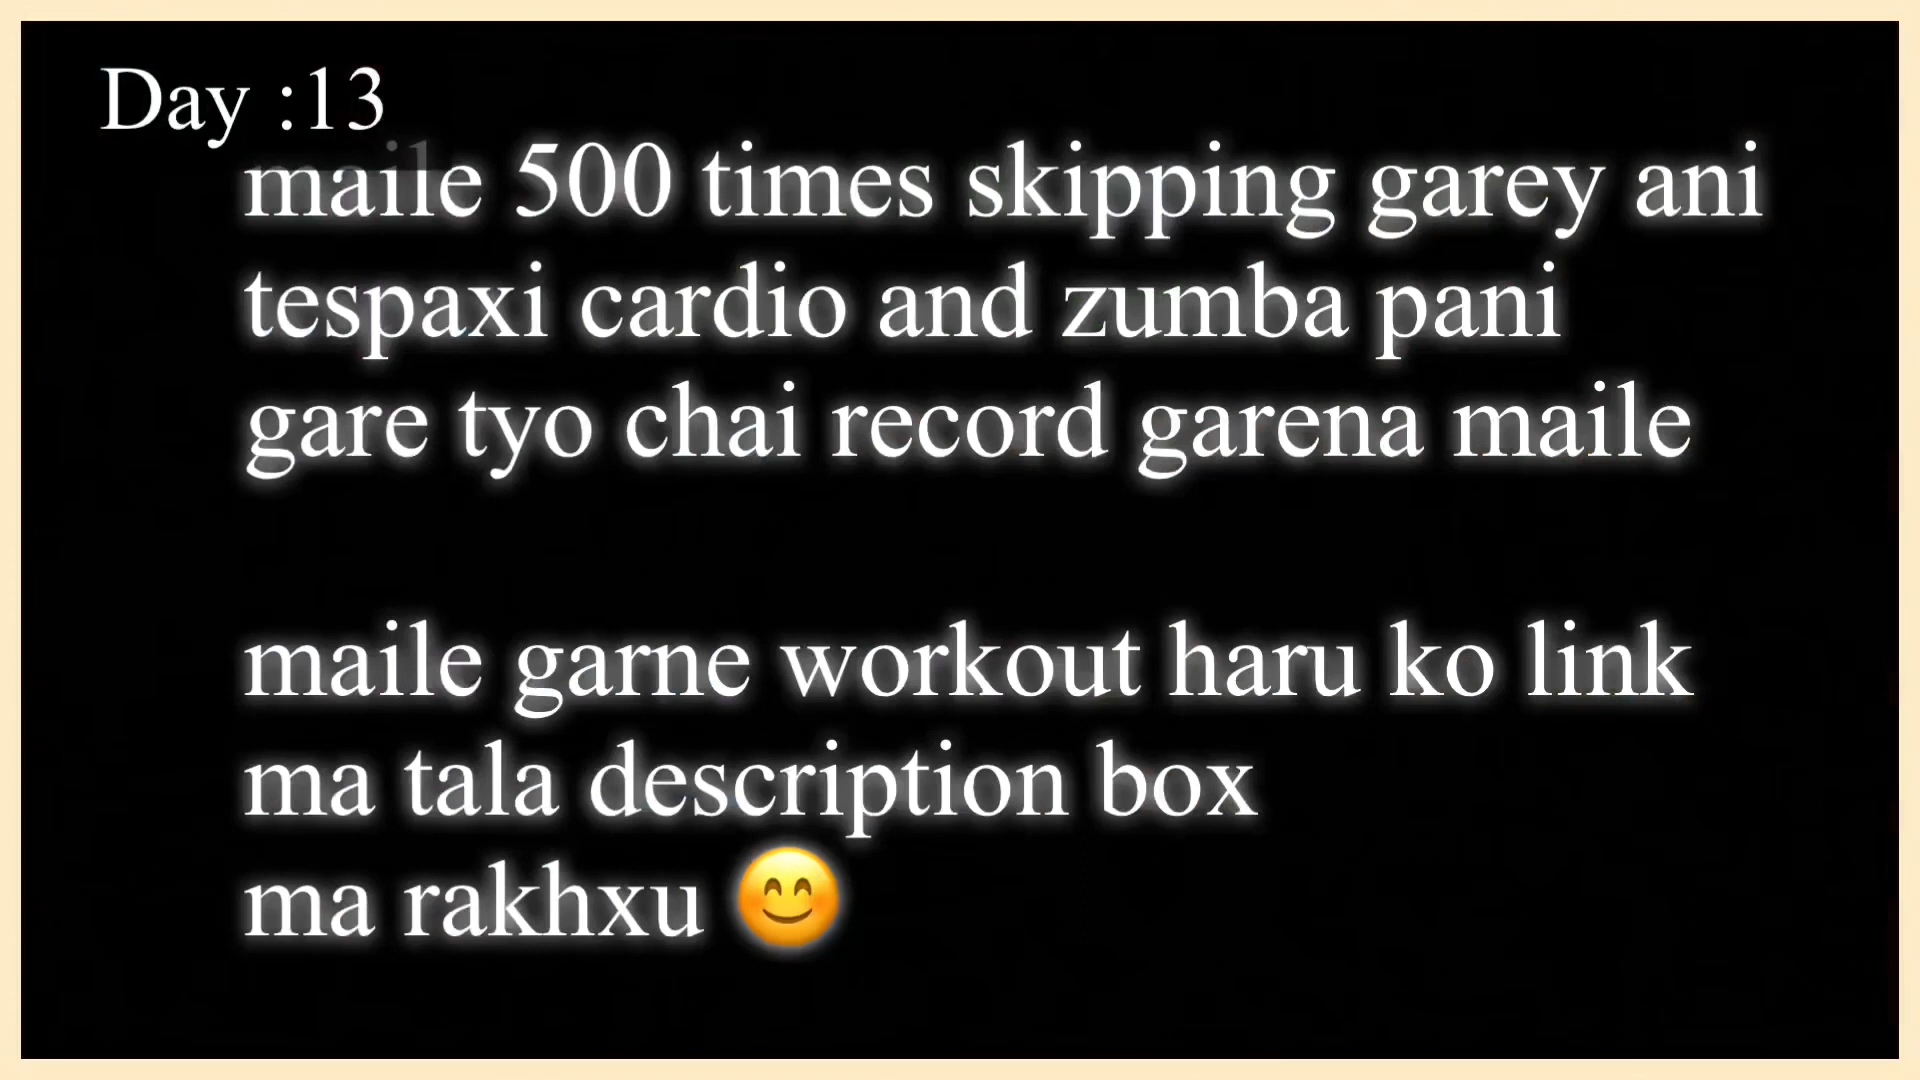 Day :13
maile 500 times skipping garey ani
tespaxi cardio and zumba pani
gare tyo chai record garena maile
maile garne workout haru ko link
ma tala description box
ma rakhxu 😊